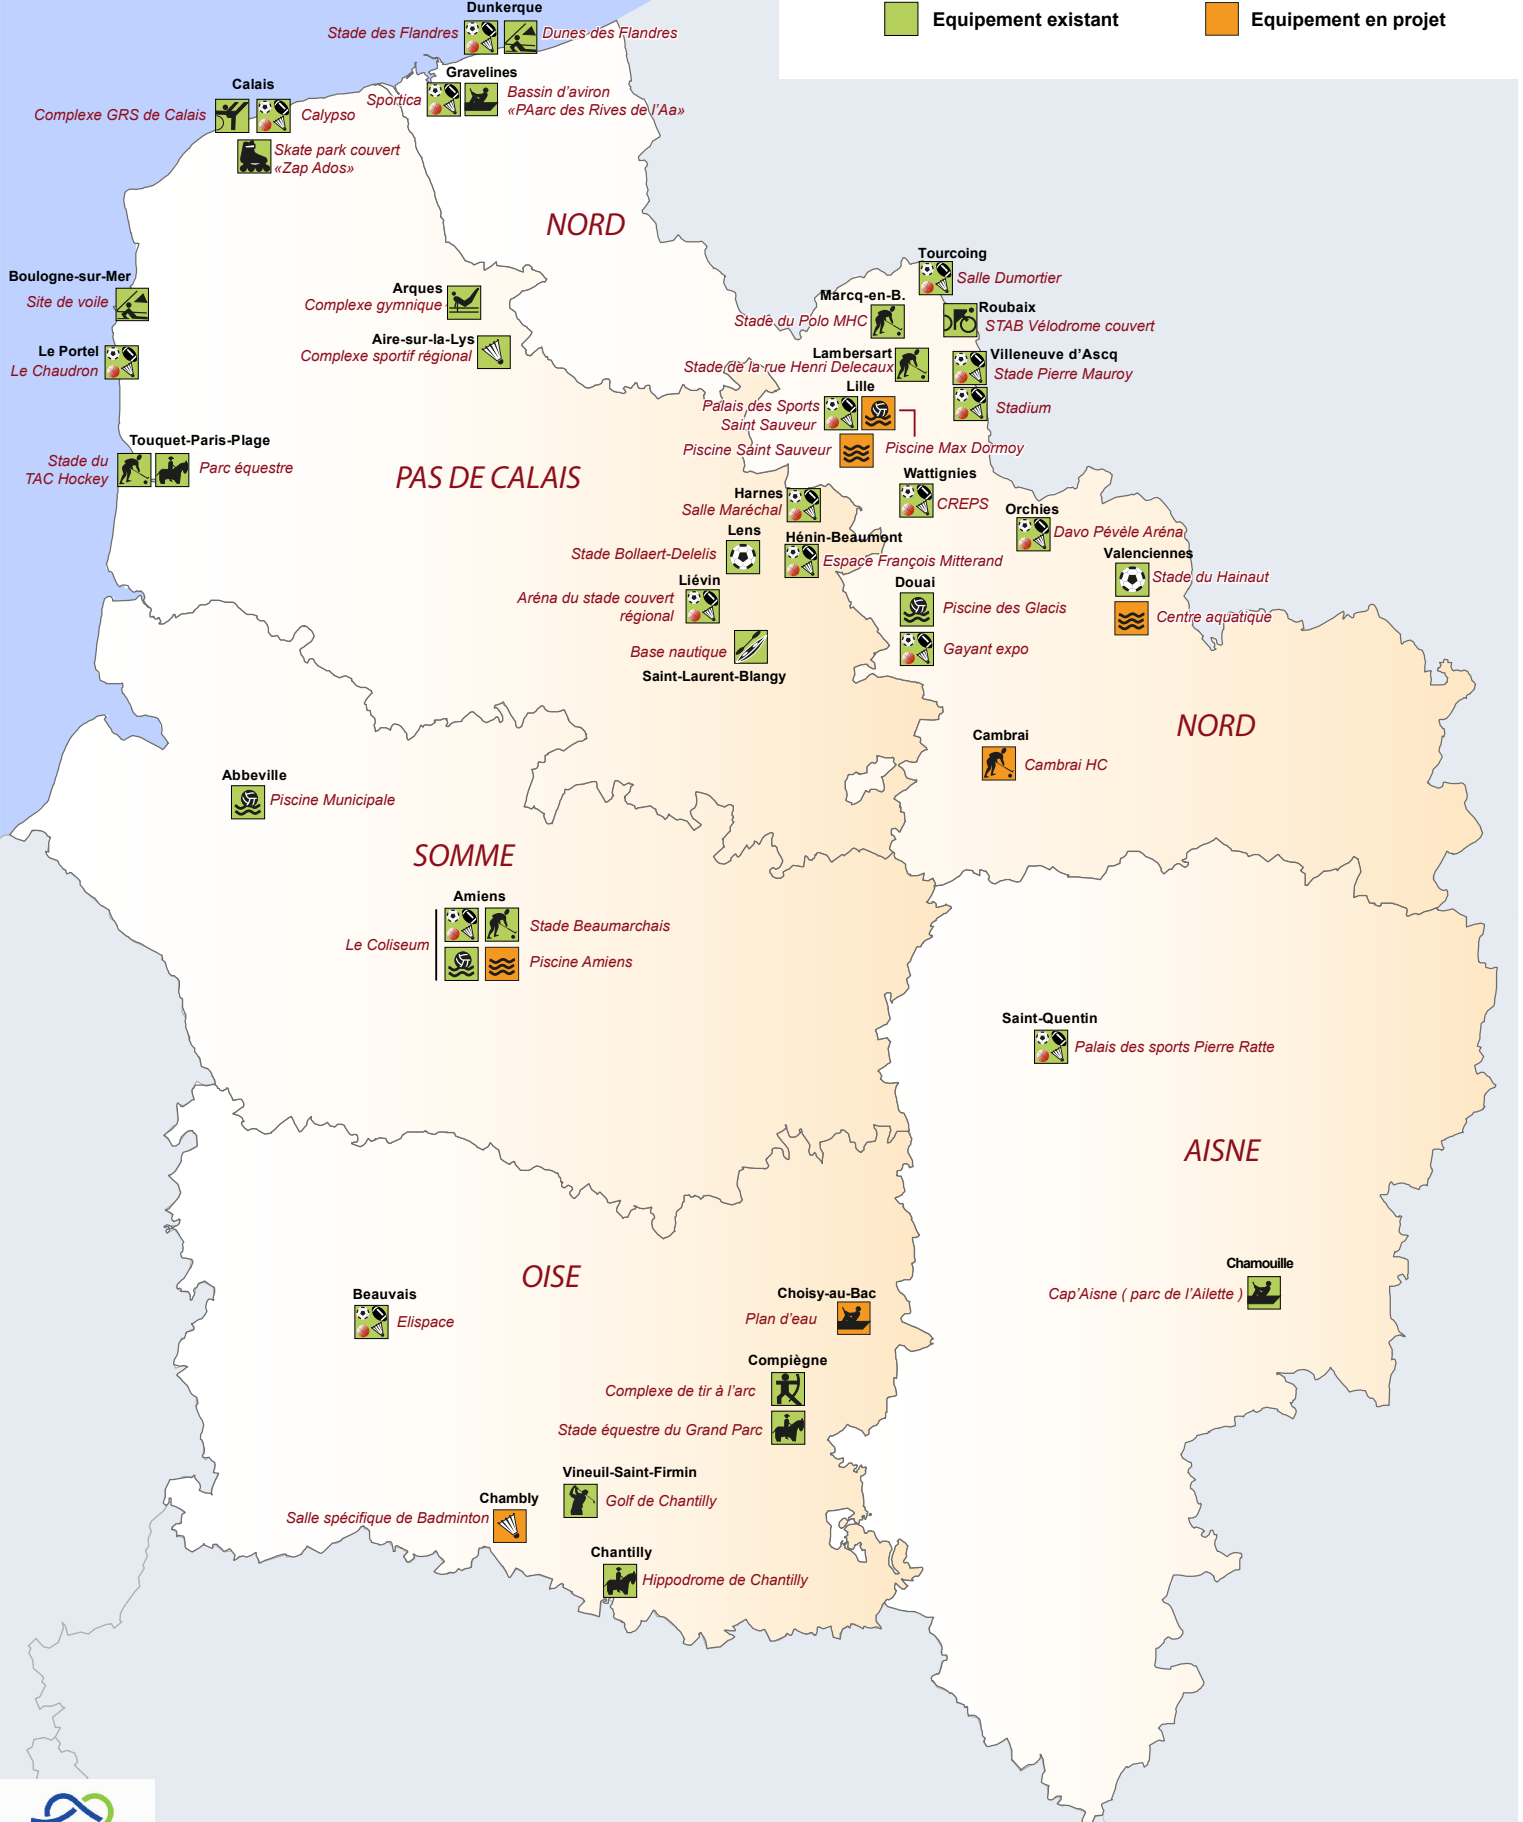 Equipement existant
Equipement en projet
Dunkerque
Stade des Flandres
Dunes des Flandres
Gravelines
Sportica
Bassin d'aviron
«PAarc des Rives de l'Aa»
Calais
Complexe GRS de Calais
Calypso
Skate park couvert
«Zap Ados»
NORD
Boulogne-sur-Mer
Site de voile
Arques
Complexe gymnique
Aire-sur-la-Lys
Complexe sportif régional
Le Portel
Le Chaudron
Touquet-Paris-Plage
Stade du
TAC Hockey
Parc équestre
PAS DE CALAIS
Tourcoing
Salle Dumortier
Marcq-en-B.
Stade du Polo MHC
Roubaix
STAB Vélodrome couvert
Lambersart
Stade de la rue Henri Delecaux
Villeneuve d'Ascq
Stade Pierre Mauroy
Stadium
Lille
Palais des Sports
Saint Sauveur
Piscine Saint Sauveur
Piscine Max Dormoy
Wattignies
CREPS
Harnes
Salle Maréchal
Orchies
Davo Pévèle Aréna
Lens
Stade Bollaert-Delelis
Hénin-Beaumont
Espace François Mitterand
Valenciennes
Stade du Hainaut
Centre aquatique
Liévin
Aréna du stade couvert
régional
Douai
Piscine des Glacis
Gayant expo
Base nautique
Saint-Laurent-Blangy
NORD
Cambrai
Cambrai HC
Abbeville
Piscine Municipale
SOMME
Amiens
Le Coliseum
Stade Beaumarchais
Piscine Amiens
Saint-Quentin
Palais des sports Pierre Ratte
AISNE
Chamouille
Cap'Aisne ( parc de l'Ailette )
OISE
Beauvais
Elispace
Choisy-au-Bac
Plan d'eau
Compiègne
Complexe de tir à l'arc
Stade équestre du Grand Parc
Vineuil-Saint-Firmin
Golf de Chantilly
Chambly
Salle spécifique de Badminton
Chantilly
Hippodrome de Chantilly